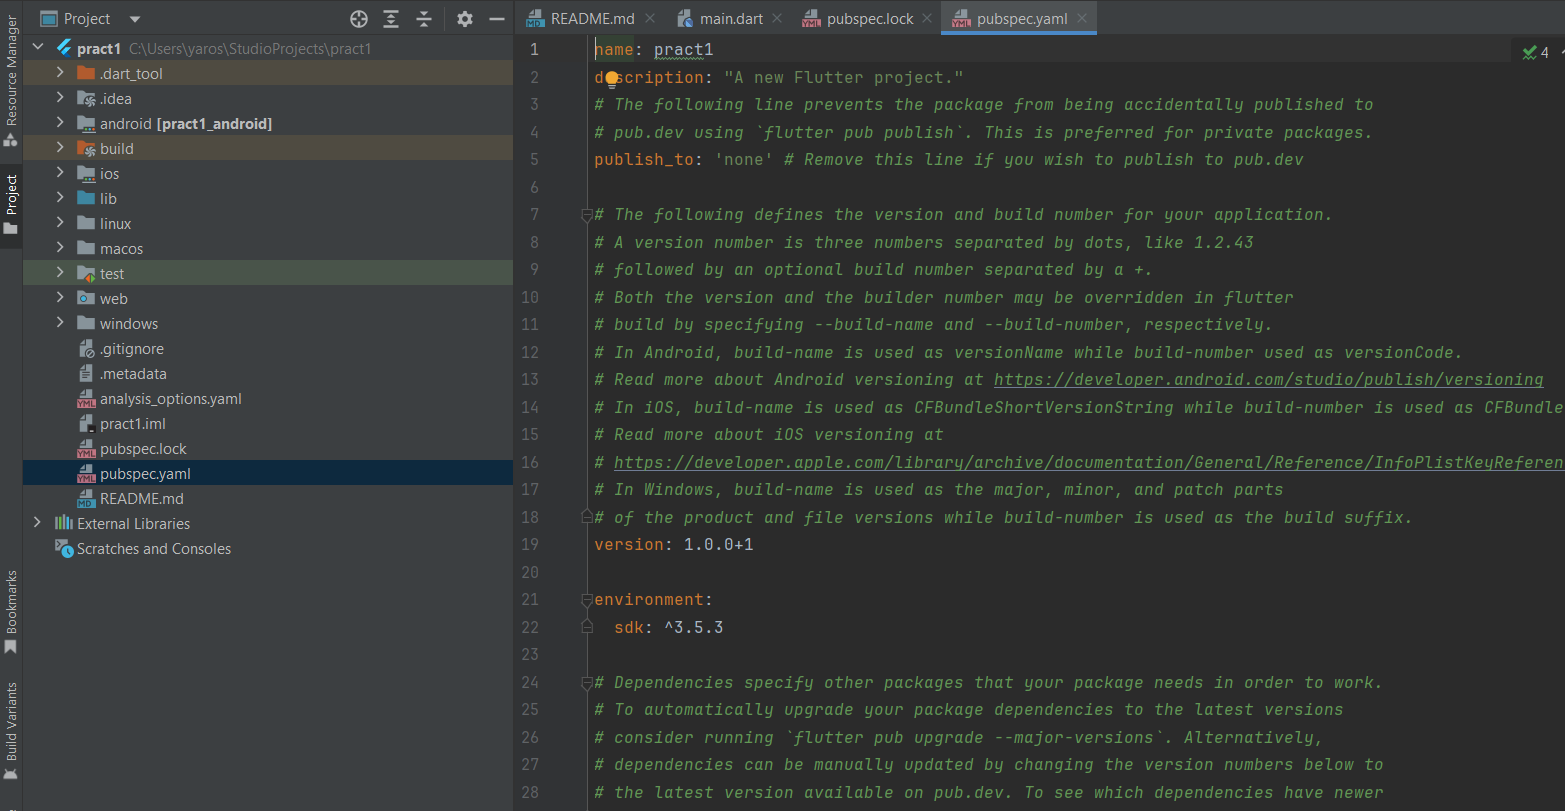 Resource Manager
Project
Bookmarks
Build Variants
Project
pract1 C:\Users\yaros\StudioProjects\pract1
.dart_tool
.idea
android [pract1_android]
build
ios
lib
linux
macos
test
web
windows
.gitignore
.metadata
analysis_options.yaml
pract1.iml
pubspec.lock
pubspec.yaml
README.md
External Libraries
Scratches and Consoles
README.md main.dart pubspec.lock pubspec.yaml
4
1 name: pract1
2 description: "A new Flutter project."
3 # The following line prevents the package from being accidentally published to
4 # pub.dev using `flutter pub publish`. This is preferred for private packages.
5 publish_to: 'none' # Remove this line if you wish to publish to pub.dev
6
7 # The following defines the version and build number for your application.
8 # A version number is three numbers separated by dots, like 1.2.43
9 # followed by an optional build number separated by a +.
10 # Both the version and the builder number may be overridden in flutter
11 # build by specifying --build-name and --build-number, respectively.
12 # In Android, build-name is used as versionName while build-number used as versionCode.
13 # Read more about Android versioning at https://developer.android.com/studio/publish/versioning
14 # In iOS, build-name is used as CFBundleShortVersionString while build-number is used as CFBundle
15 # Read more about iOS versioning at
16 # https://developer.apple.com/library/archive/documentation/General/Reference/InfoPlistKeyReferen
17 # In Windows, build-name is used as the major, minor, and patch parts
18 # of the product and file versions while build-number is used as the build suffix.
19 version: 1.0.0+1
20
21 environment:
22 sdk: ^3.5.3
23
24 # Dependencies specify other packages that your package needs in order to work.
25 # To automatically upgrade your package dependencies to the latest versions
26 # consider running `flutter pub upgrade --major-versions`. Alternatively,
27 # dependencies can be manually updated by changing the version numbers below to
28 # the latest version available on pub.dev. To see which dependencies have newer